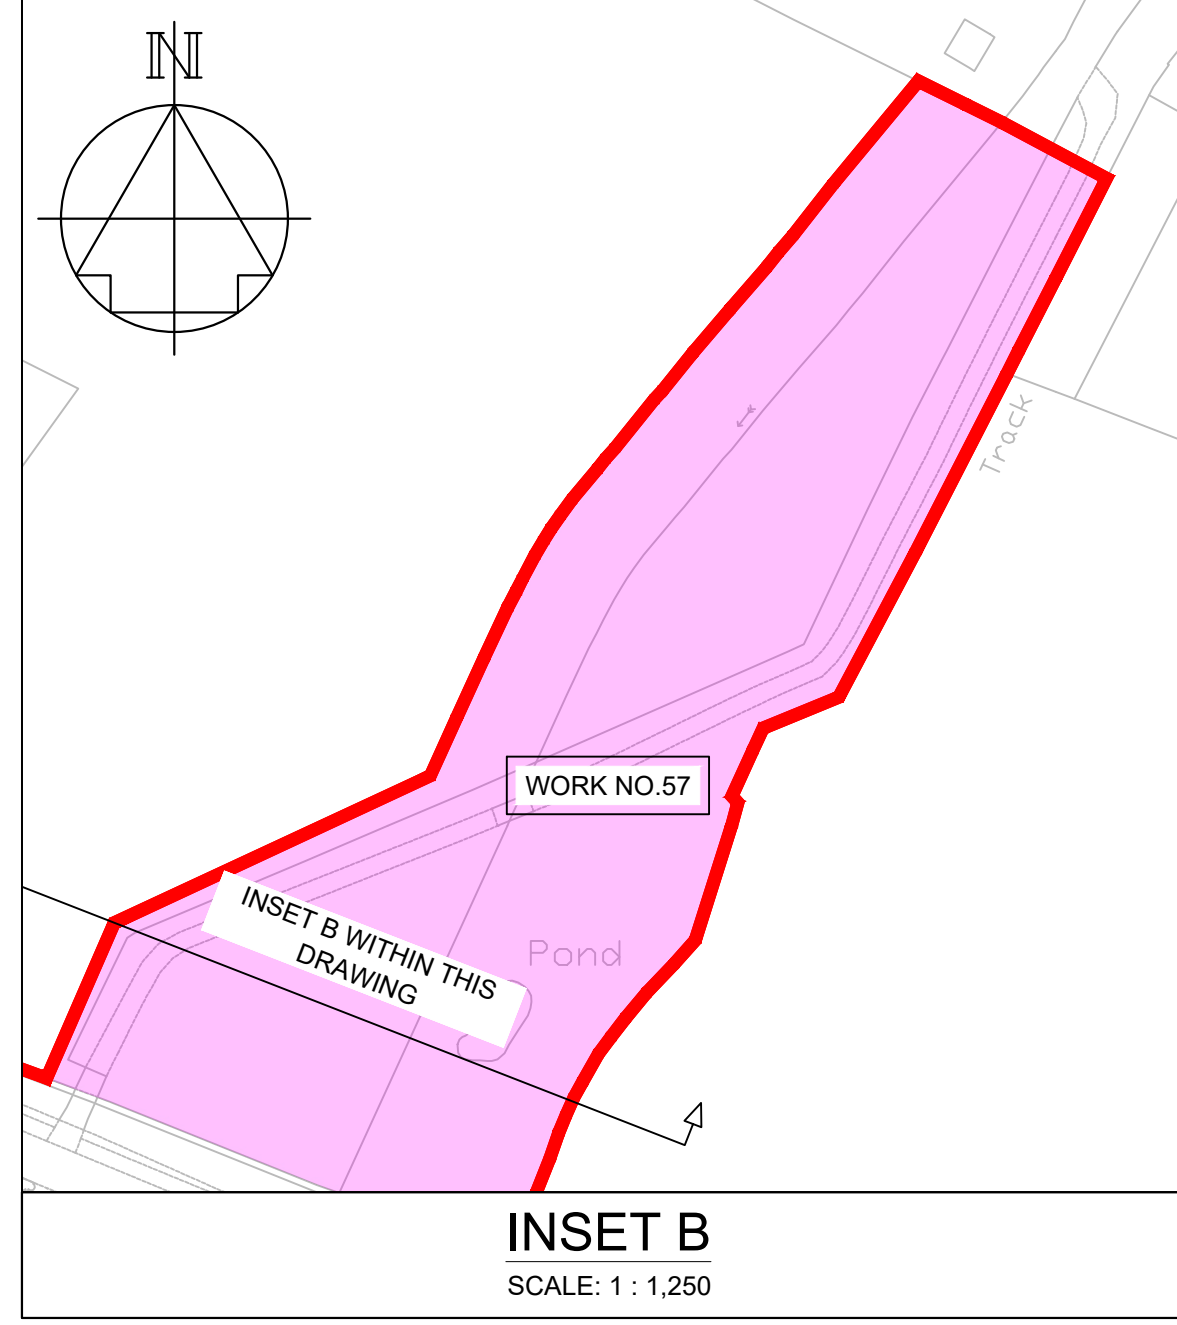 N
Track
WORK NO.57
INSET B WITHIN THIS
DRAWING
Pond
INSET B
SCALE: 1 : 1,250